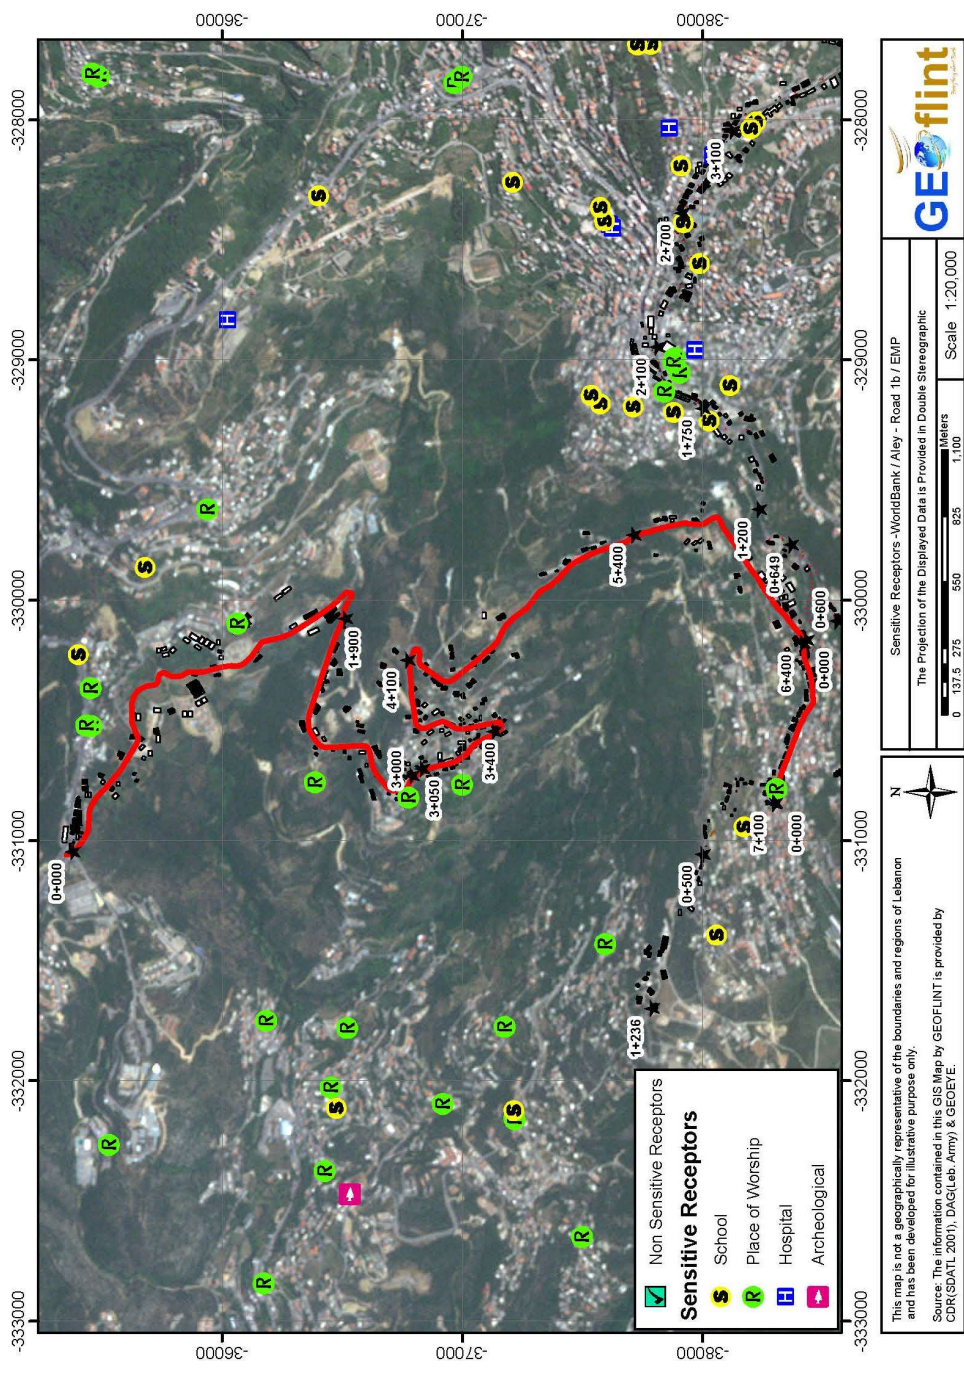 -333000
-332000
-331000
-330000
-329000
-328000
-36000
-37000
-38000
-36000
-37000
-38000
0+000
1+900
4+100
3+000
3+050
3+400
5+400
1+200
0+649
0+600
6+400
0+000
7+100
0+000
0+500
1+236
1+750
2+100
2+700
3+100
Non Sensitive Receptors
Sensitive Receptors
S School
R Place of Worship
H Hospital
Archeological
This map is not a geographically representative of the boundaries and regions of Lebanon
and has been developed for illustrative purpose only.
Source: The information contained in this GIS Map by GEOFLINT is provided by
CDR(SDATL 2001), DAG(Leb. Army) & GEOEYE.
N
Sensitive Receptors -WorldBank / Aley - Road 1b / EMP
The Projection of the Displayed Data is Provided in Double Stereographic
0 137.5 275 550 825 1,100
Meters
Scale 1:20,000
GEOflint